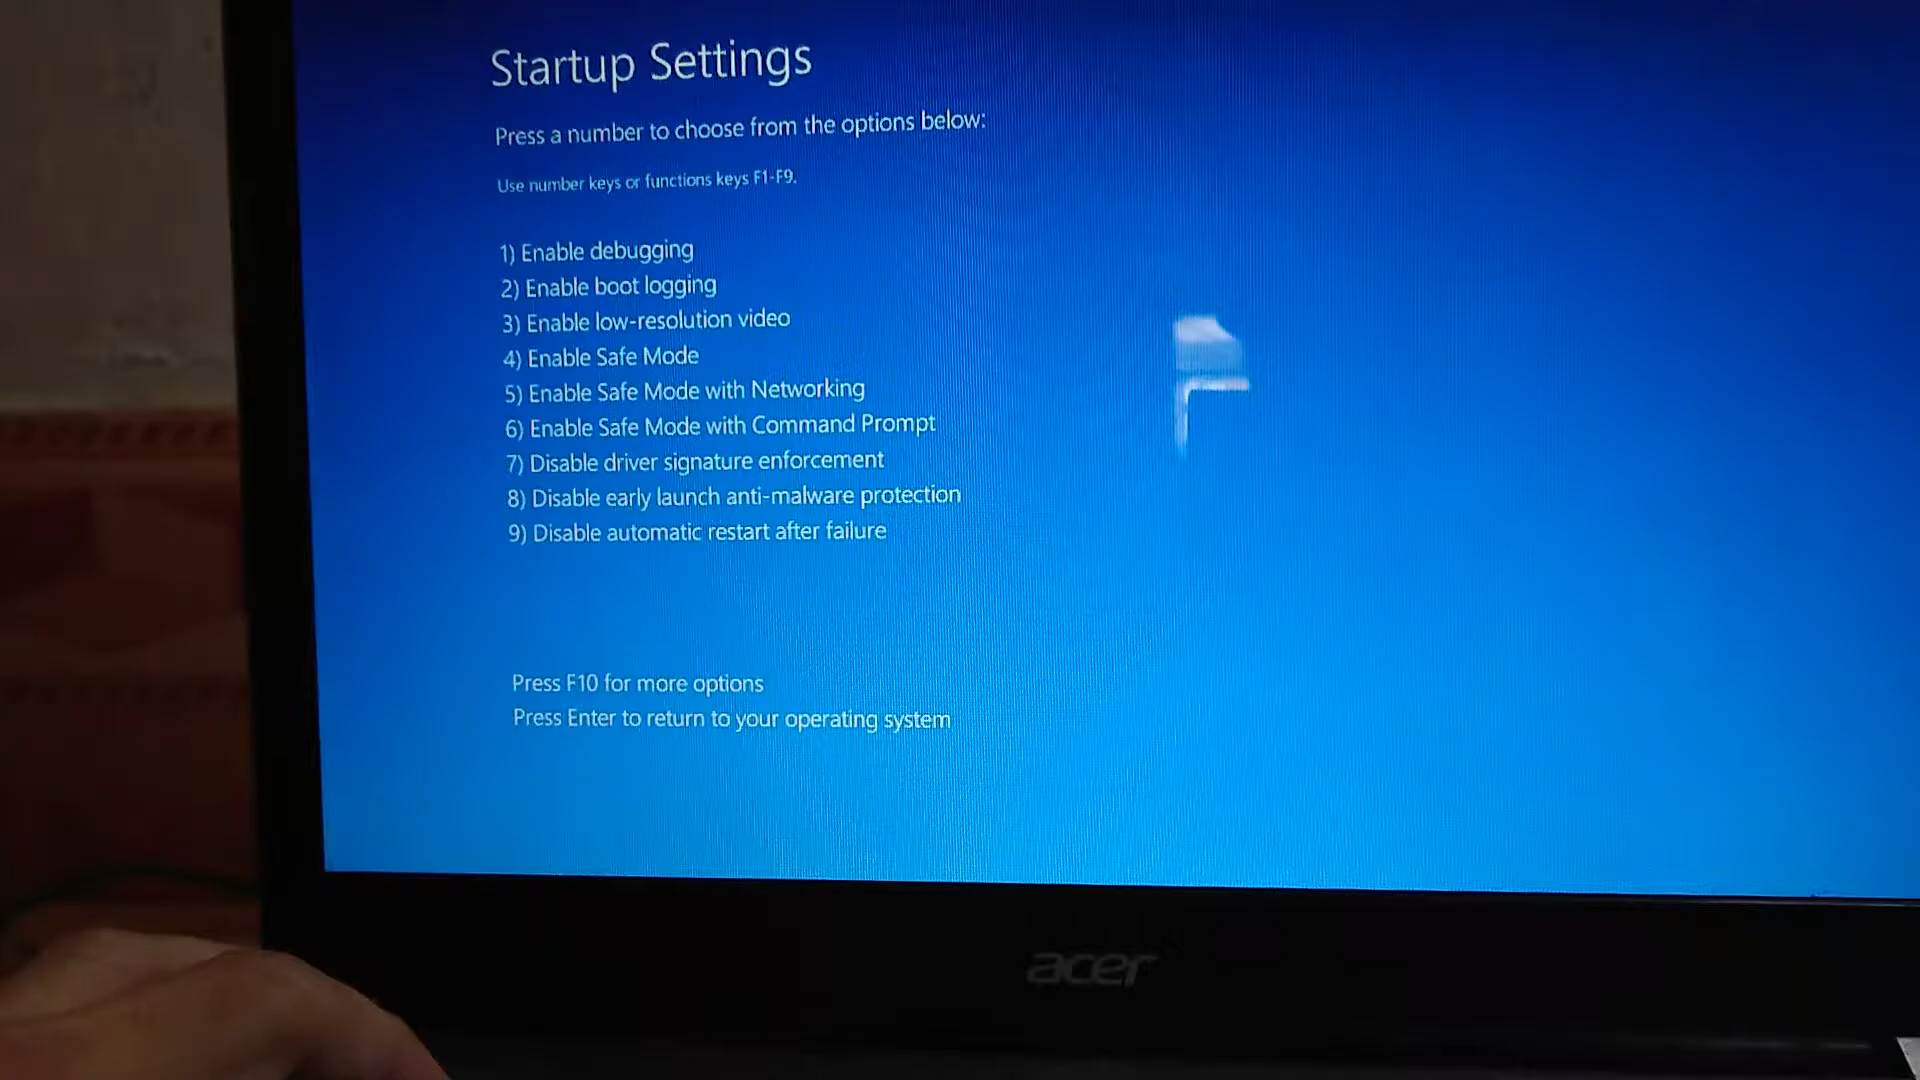 Startup Settings
Press a number to choose from the options below:
Use number keys or functions keys F1-F9.
1) Enable debugging
2) Enable boot logging
3) Enable low-resolution video
4) Enable Safe Mode
5) Enable Safe Mode with Networking
6) Enable Safe Mode with Command Prompt
7) Disable driver signature enforcement
8) Disable early launch anti-malware protection
9) Disable automatic restart after failure
Press F10 for more options
Press Enter to return to your operating system
acer